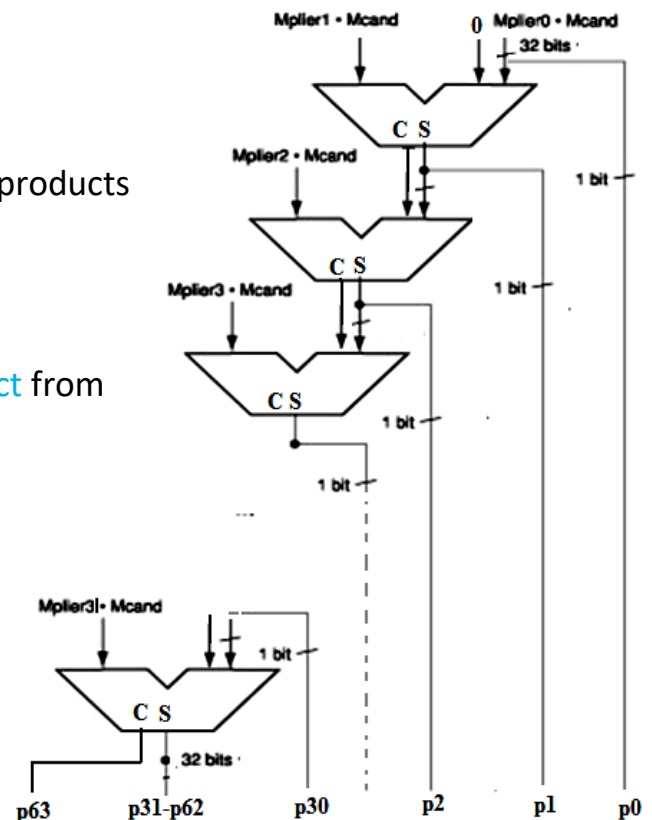 Mplier1 • Mcand
0 Mplier0 • Mcand
32 bits
C S
Mplier2 • Mcand
products
1 bit
C S
1 bit
Mplier3 • Mcand
ct from
C S
1 bit
1 bit
Mplier3l• Mcand
1 bit
C S
32 bits
p63 p31-p62 p30 p2 p1 p0